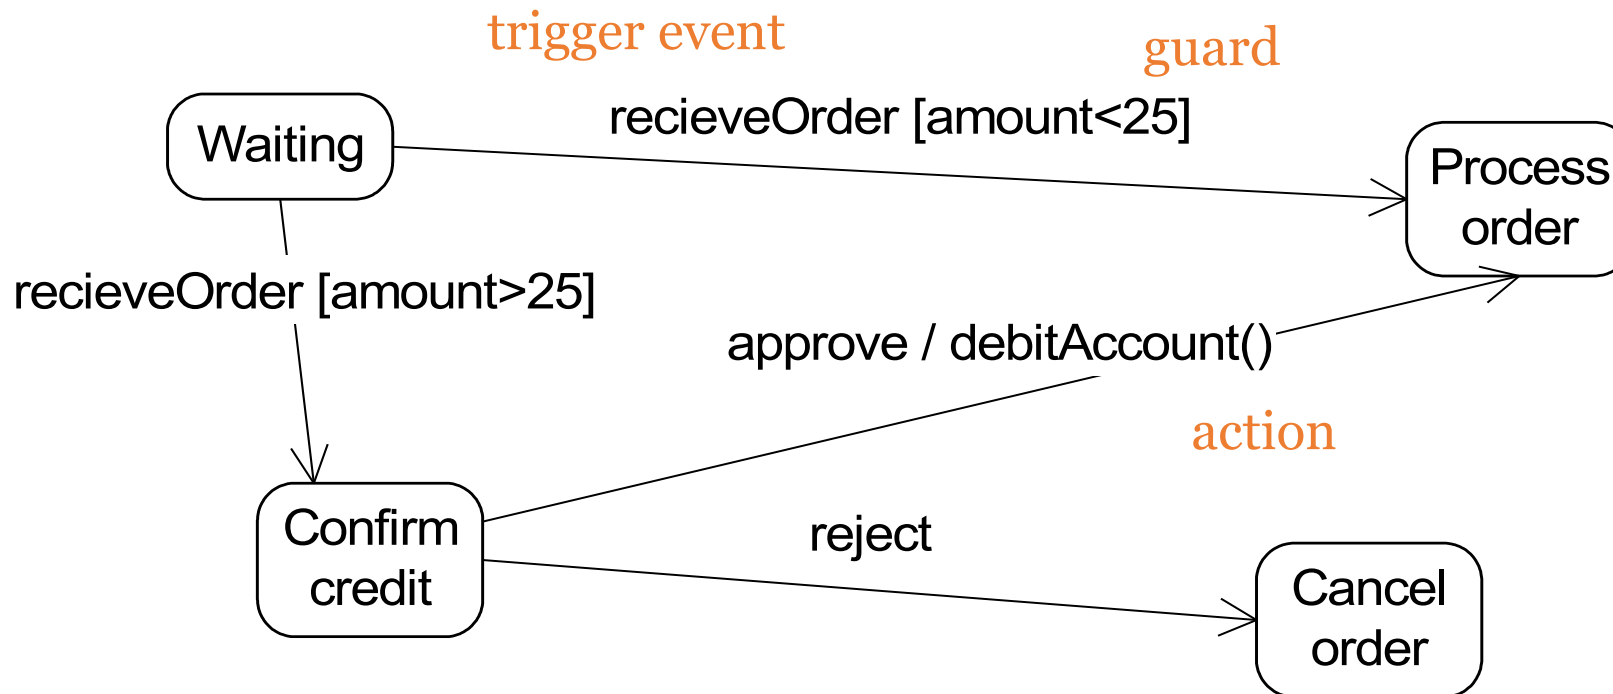 trigger event
guard
recieveOrder [amount<25]
Waiting
Process
order
recieveOrder [amount>25]
approve / debitAccount()
action
Confirm
credit
reject
Cancel
order